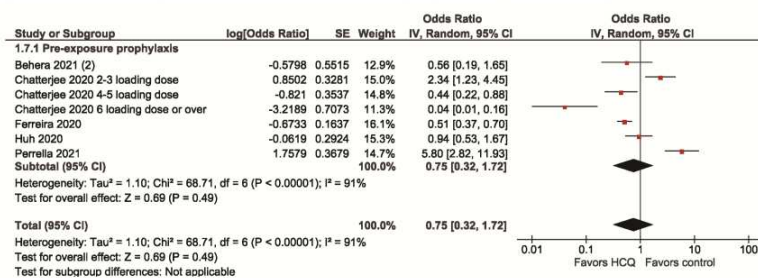 Odds Ratio Odds Ratio
Study or Subgroup log[Odds Ratio] SE Weight IV, Random, 95% CI IV, Random, 95% CI
1.7.1 Pre-exposure prophylaxis
Behera 2021 (2) -0.5798 0.5515 12.9% 0.56 [0.19, 1.65]
Chatterjee 2020 2-3 loading dose 0.8502 0.3281 15.0% 2.34 [1.23, 4.45]
Chatterjee 2020 4-5 loading dose -0.821 0.3537 14.8% 0.44 [0.22, 0.88]
Chatterjee 2020 6 loading dose or over -3.2189 0.7073 11.3% 0.04 [0.01, 0.16]
Ferreira 2020 -0.6733 0.1637 16.1% 0.51 [0.37, 0.70]
Huh 2020 -0.0619 0.2924 15.3% 0.94 [0.53, 1.67]
Perrella 2021 1.7579 0.3679 14.7% 5.80 [2.82, 11.93]
Subtotal (95% CI) 100.0% 0.75 [0.32, 1.72]
Heterogeneity: Tau² = 1.10; Chi² = 68.71, df = 6 (P < 0.00001); I² = 91%
Test for overall effect: Z = 0.69 (P = 0.49)
Total (95% CI) 100.0% 0.75 [0.32, 1.72]
Heterogeneity: Tau² = 1.10; Chi² = 68.71, df = 6 (P < 0.00001); I² = 91%
Test for overall effect: Z = 0.69 (P = 0.49)
Test for subgroup differences: Not applicable
0.01 0.1 1 10 100
Favors HCQ Favors control